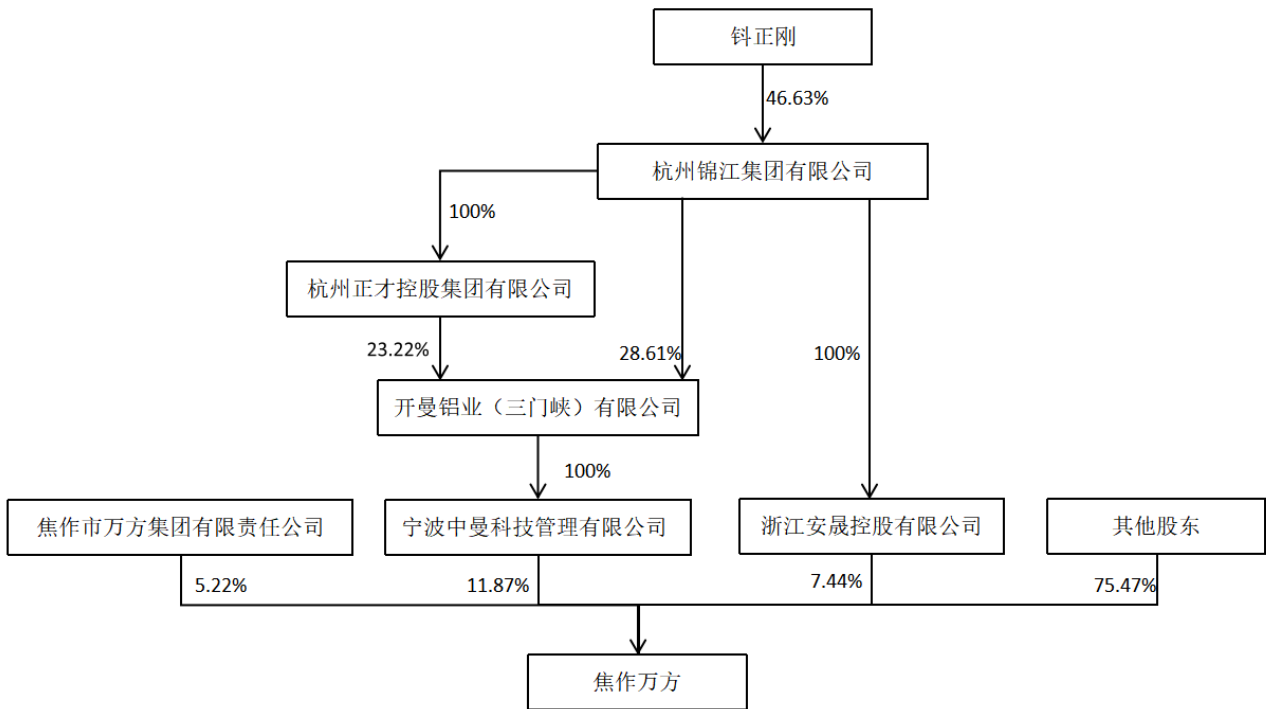 钭正刚
46.63%
杭州锦江集团有限公司
100%
杭州正才控股集团有限公司
23.22%
28.61%
100%
开曼铝业（三门峡）有限公司
100%
焦作市万方集团有限责任公司
宁波中曼科技管理有限公司
浙江安晟控股有限公司
其他股东
5.22%
11.87%
7.44%
75.47%
焦作万方